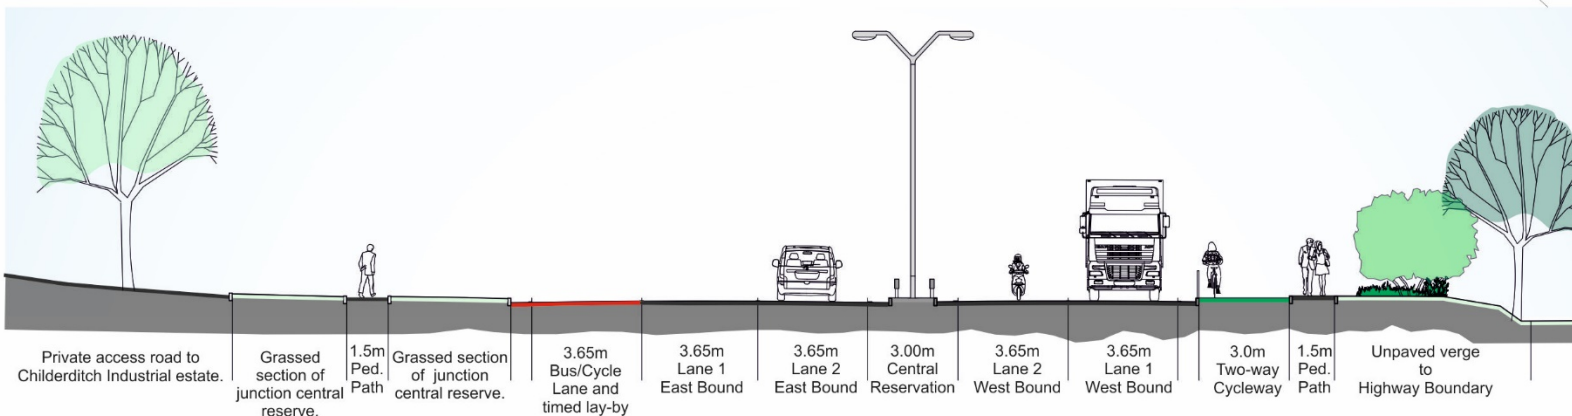 Private access road to
Childerditch Industrial estate.
Grassed
section of
junction central
reserve.
1.5m
Ped.
Path
Grassed section
of junction
central reserve.
3.65m
Bus/Cycle
Lane and
timed lay-by
3.65m
Lane 1
East Bound
3.65m
Lane 2
East Bound
3.00m
Central
Reservation
3.65m
Lane 2
West Bound
3.65m
Lane 1
West Bound
3.0m
Two-way
Cycleway
1.5m
Ped.
Path
Unpaved verge
to
Highway Boundary